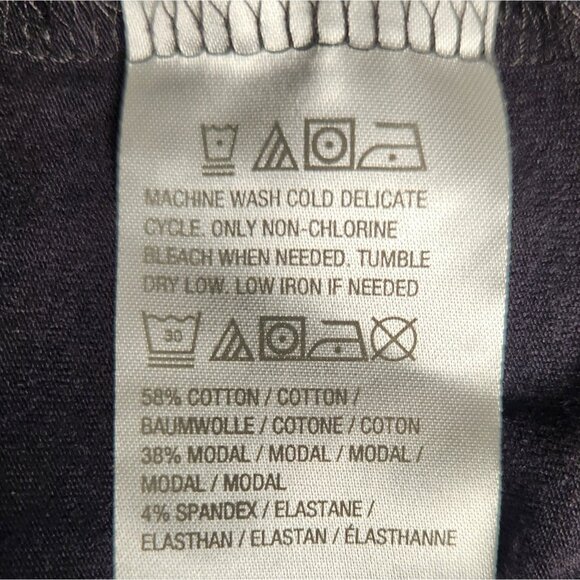 MACHINE WASH COLD DELICATE
CYCLE. ONLY NON-CHLORINE
BLEACH WHEN NEEDED. TUMBLE
DRY LOW. LOW IRON IF NEEDED
30
58% COTTON / COTTON /
BAUMWOLLE / COTONE / COTON
38% MODAL / MODAL / MODAL /
MODAL / MODAL
4% SPANDEX / ELASTANE /
ELASTHAN / ELASTAN / ÉLASTHANNE